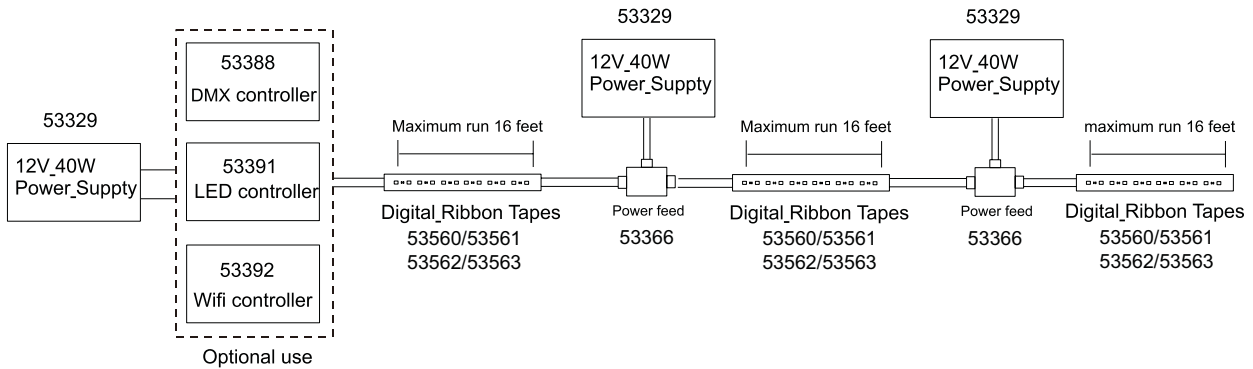 53329
12V_40W
Power_Suppty
53388
DMX controller
53391
LED controller
53392
Wifi controller
Optional use
Maximum run 16 feet
Digital_Ribbon Tapes
53560/53561
53562/53563
53329
12V_40W
Power_Suppty
Power feed
53366
Maximum run 16 feet
Digital_Ribbon Tapes
53560/53561
53562/53563
53329
12V_40W
Power_Suppty
Power feed
53366
maximum run 16 feet
Digital_Ribbon Tapes
53560/53561
53562/53563